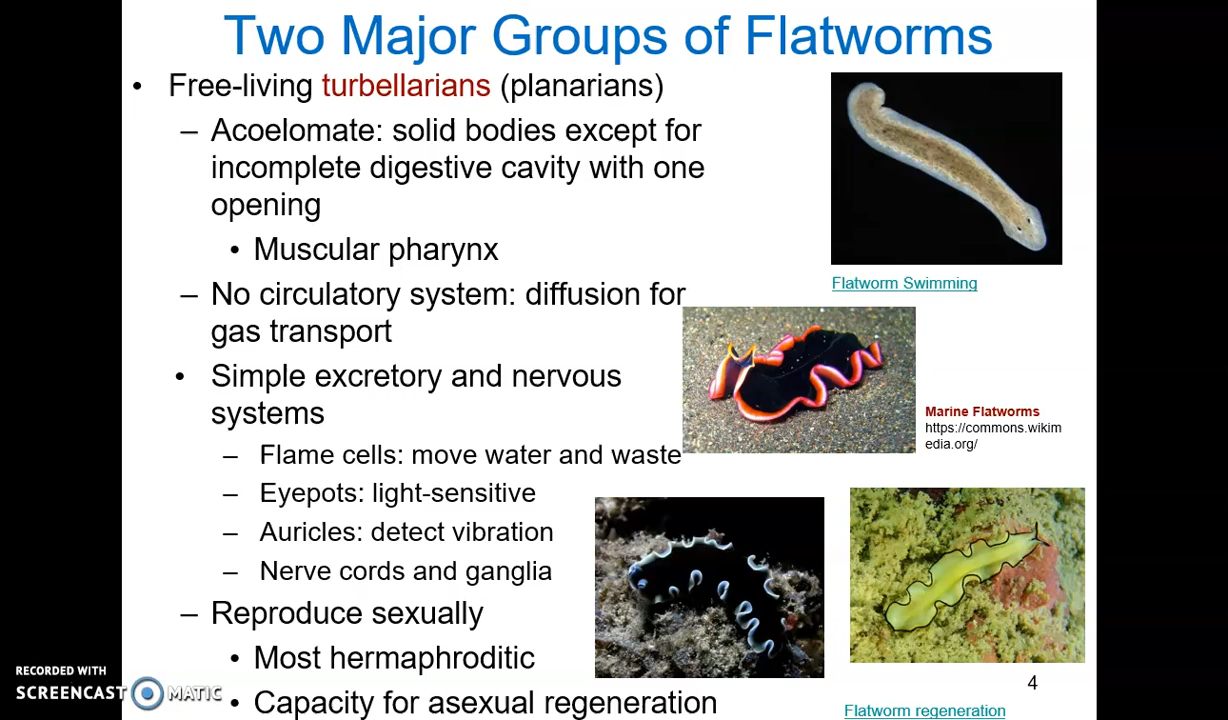 Two Major Groups of Flatworms
• Free-living turbellarians (planarians)
– Acoelomate: solid bodies except for
incomplete digestive cavity with one
opening
• Muscular pharynx
– No circulatory system: diffusion for
gas transport
• Simple excretory and nervous
systems
– Flame cells: move water and waste
– Eyepots: light-sensitive
– Auricles: detect vibration
– Nerve cords and ganglia
– Reproduce sexually
• Most hermaphroditic
• Capacity for asexual regeneration
Flatworm Swimming
Marine Flatworms
https://commons.wikim
edia.org/
4
Flatworm regeneration
RECORDED WITH
SCREENCAST MATIC